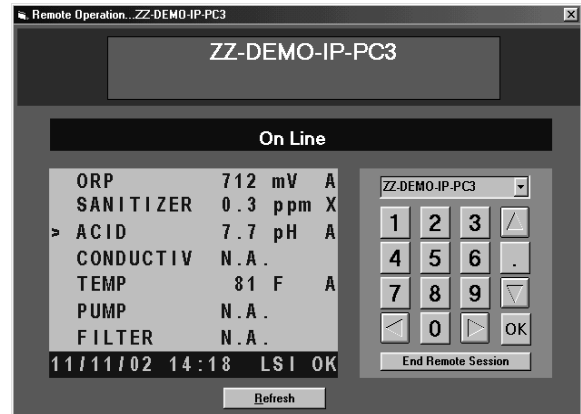 Remote Operation...ZZ-DEMO-IP-PC3
ZZ-DEMO-IP-PC3
On Line
ORP 712 mV A
SANITIZER 0.3 ppm X
> ACID 7.7 pH A
CONDUCTIV N.A.
TEMP 81 F A
PUMP N.A.
FILTER N.A.
11/11/02 14:18 LSI OK
ZZ-DEMO-IP-PC3
1 2 3
4 5 6 .
7 8 9
0 OK
End Remote Session
Refresh